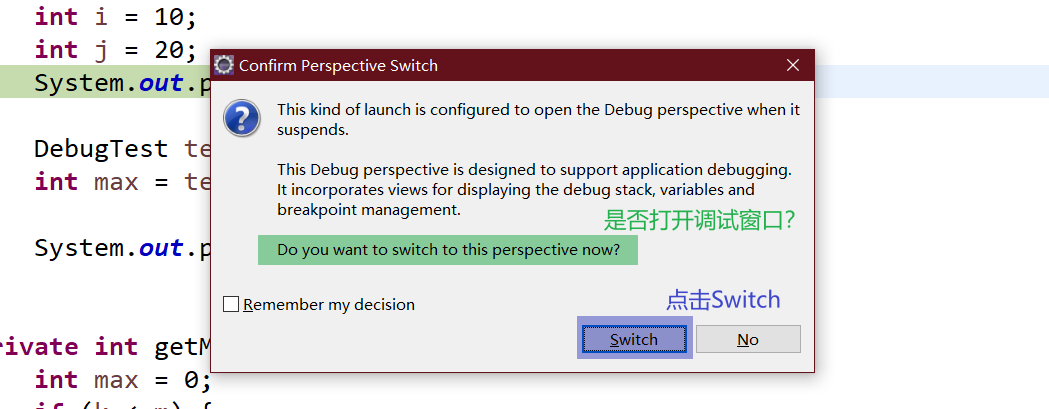 int i = 10;
int j = 20;
System.out.p
Confirm Perspective Switch
This kind of launch is configured to open the Debug perspective when it
suspends.
DebugTest te
This Debug perspective is designed to support application debugging.
int max = te
It incorporates views for displaying the debug stack, variables and
breakpoint management.
是否打开调试窗口?
System.out.p
Do you want to switch to this perspective now?
Remember my decision
点击Switch
Switch
No
rivate int getM
int max = 0;